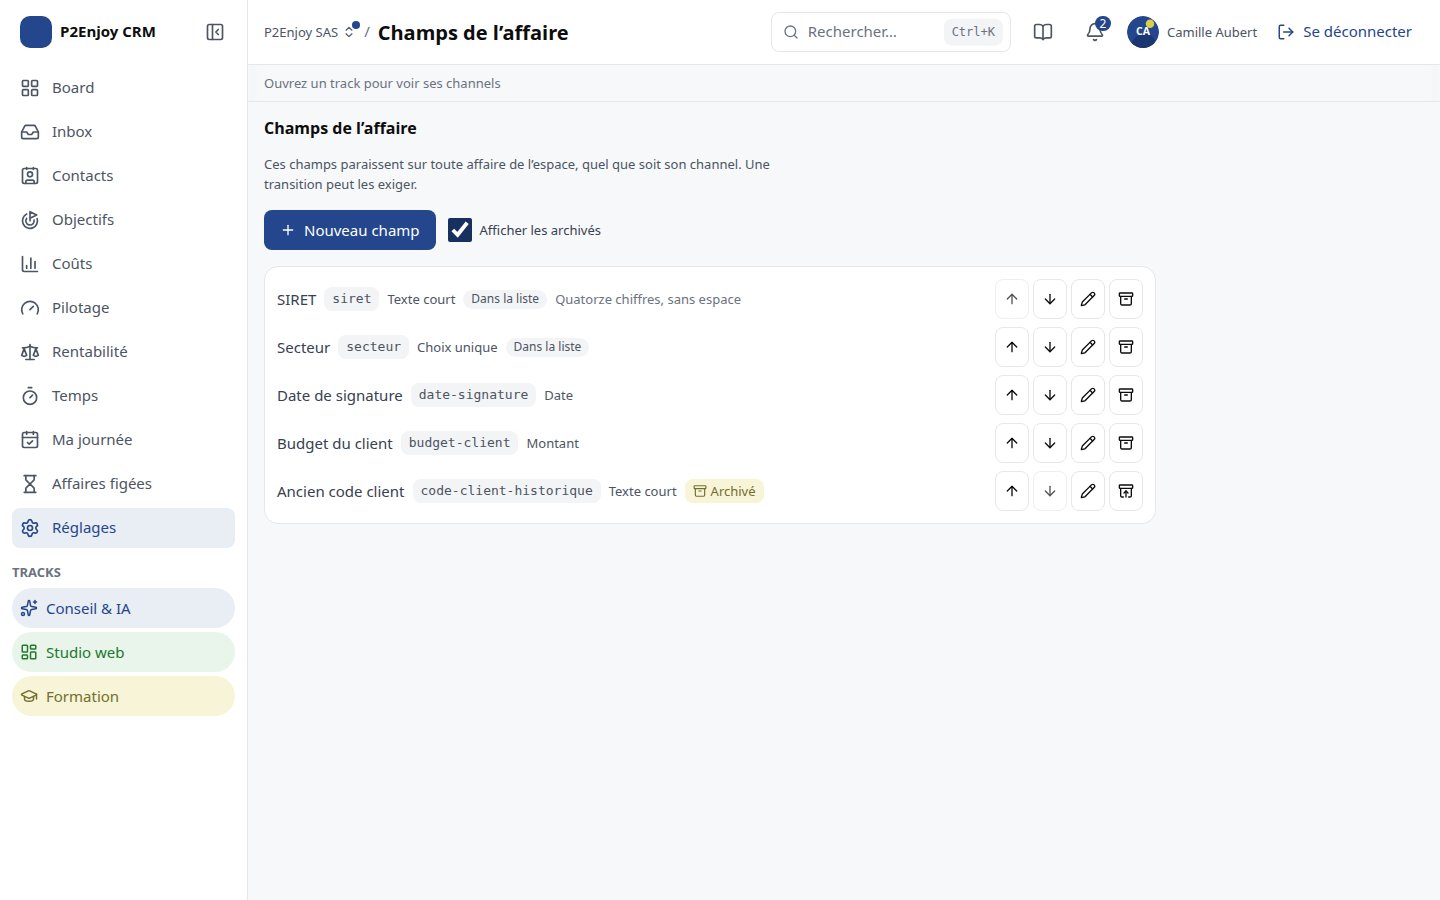 P2Enjoy CRM
P2Enjoy SAS / Champs de l’affaire
Rechercher... Ctrl+K
2
CA Camille Aubert
Se déconnecter
Board
Inbox
Contacts
Objectifs
Coûts
Pilotage
Rentabilité
Temps
Ma journée
Affaires figées
Réglages
TRACKS
Conseil & IA
Studio web
Formation
Ouvrez un track pour voir ses channels
Champs de l’affaire
Ces champs paraissent sur toute affaire de l’espace, quel que soit son channel. Une
transition peut les exiger.
Nouveau champ
Afficher les archivés
SIRET siret Texte court Dans la liste Quatorze chiffres, sans espace
Secteur secteur Choix unique Dans la liste
Date de signature date-signature Date
Budget du client budget-client Montant
Ancien code client code-client-historique Texte court Archivé